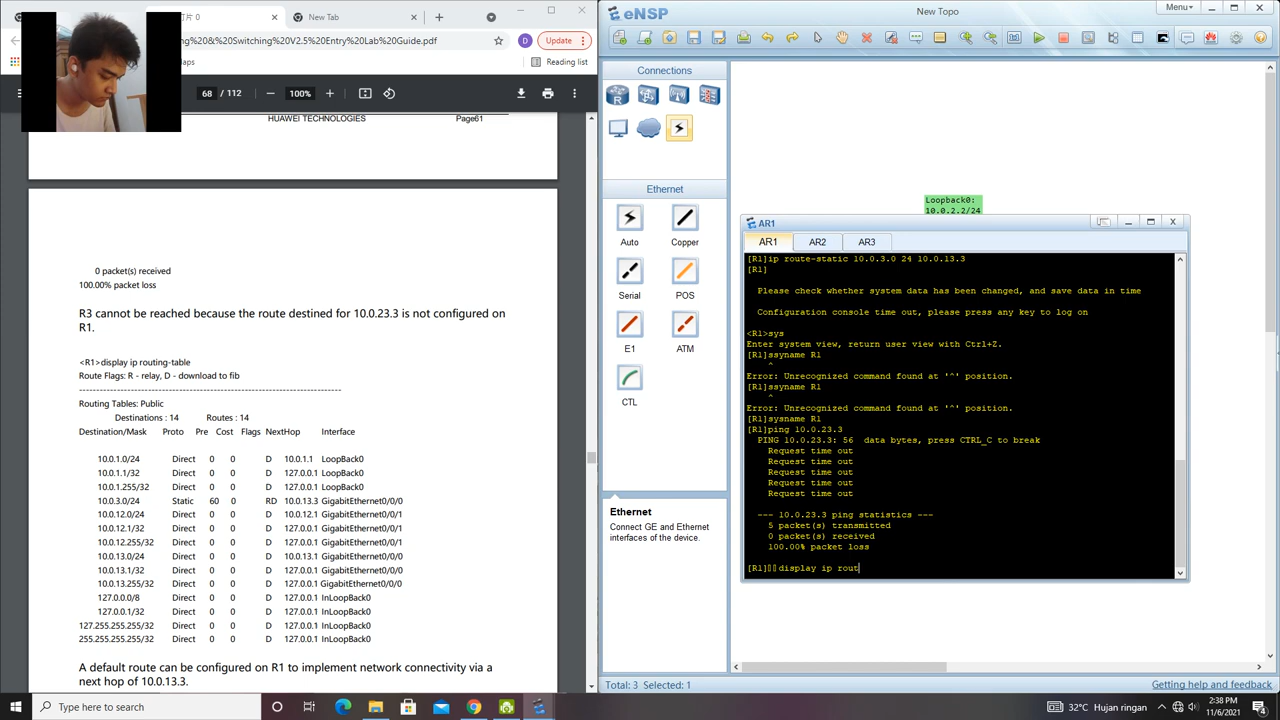 片 0
New Tab
g%20&%20Switching%20V2.5%20Entry%20Lab%20Guide.pdf
D
Update
aps
Reading list
68 / 112
100%
HUAWEI TECHNOLOGIES
Page61
0 packet(s) received
100.00% packet loss
R3 cannot be reached because the route destined for 10.0.23.3 is not configured on
R1.
<R1>display ip routing-table
Route Flags: R - relay, D - download to fib
----------------------------------------------------------------------------
Routing Tables: Public
Destinations : 14 Routes : 14
ation/Mask Proto Pre Cost Flags NextHop Interface
10.0.1.0/24 Direct 0 0 D 10.0.1.1 LoopBack0
10.0.1.1/32 Direct 0 0 D 127.0.0.1 LoopBack0
10.0.1.255/32 Direct 0 0 D 127.0.0.1 LoopBack0
10.0.3.0/24 Static 60 0 RD 10.0.13.3 GigabitEthernet0/0/0
10.0.12.0/24 Direct 0 0 D 10.0.12.1 GigabitEthernet0/0/1
10.0.12.1/32 Direct 0 0 D 127.0.0.1 GigabitEthernet0/0/1
10.0.12.255/32 Direct 0 0 D 127.0.0.1 GigabitEthernet0/0/1
10.0.13.0/24 Direct 0 0 D 10.0.13.1 GigabitEthernet0/0/0
10.0.13.1/32 Direct 0 0 D 127.0.0.1 GigabitEthernet0/0/0
10.0.13.255/32 Direct 0 0 D 127.0.0.1 GigabitEthernet0/0/0
127.0.0.0/8 Direct 0 0 D 127.0.0.1 InLoopBack0
127.0.0.1/32 Direct 0 0 D 127.0.0.1 InLoopBack0
127.255.255.255/32 Direct 0 0 D 127.0.0.1 InLoopBack0
255.255.255.255/32 Direct 0 0 D 127.0.0.1 InLoopBack0
A default route can be configured on R1 to implement network connectivity via a
next hop of 10.0.13.3.
eNSP
New Topo
Menu
Connections
Ethernet
Auto
Copper
Serial
POS
E1
ATM
CTL
Ethernet
Connect GE and Ethernet
interfaces of the device.
Loopback0:
10.0.2.2/24
AR1
AR1 AR2 AR3
[R1]ip route-static 10.0.3.0 24 10.0.13.3
[R1]
Please check whether system data has been changed, and save data in time
Configuration console time out, please press any key to log on
<R1>sys
Enter system view, return user view with Ctrl+Z.
[R1]ssyname R1
^
Error: Unrecognized command found at '^' position.
[R1]ssyname R1
^
Error: Unrecognized command found at '^' position.
[R1]sysname R1
[R1]ping 10.0.23.3
PING 10.0.23.3: 56 data bytes, press CTRL_C to break
Request time out
Request time out
Request time out
Request time out
Request time out
--- 10.0.23.3 ping statistics ---
5 packet(s) transmitted
0 packet(s) received
100.00% packet loss
[R1]display ip rout
Total: 3 Selected: 1
Getting help and feedback
Type here to search
32°C Hujan ringan
2:38 PM
11/6/2021